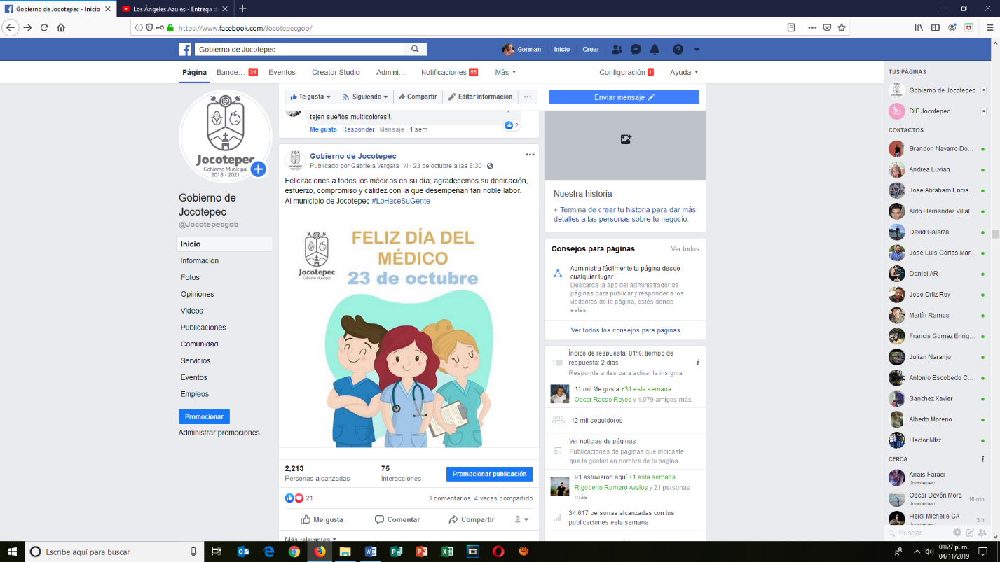 Gobierno de Jocotepec - Inicio
Los Ángeles Azules - Entrega d
https://www.facebook.com/Jocotepecgob/
Gobierno de Jocotepec
German
Inicio
Crear
Página
Bande... 39
Eventos
Creator Studio
Admini...
Notificaciones 55
Más
Configuración 1
Ayuda
Jocotepec
Gobierno Municipal
2018 - 2021
Gobierno de
Jocotepec
@Jocotepecgob
Inicio
Información
Fotos
Opiniones
Videos
Publicaciones
Comunidad
Servicios
Eventos
Empleos
Promocionar
Administrar promociones
Te gusta
Siguiendo
Compartir
Editar información
...
tejen sueños multicolores!!.
Me gusta · Responder · Mensaje · 1 sem
2
Gobierno de Jocotepec
Publicado por Gabriela Vergara [?] · 23 de octubre a las 8:30 ·
Felicitaciones a todos los médicos en su día; agradecemos su dedicación,
esfuerzo, compromiso y calidez con la que desempeñan tan noble labor.
Al municipio de Jocotepec #LoHaceSuGente
Jocotepec
Gobierno Municipal
FELIZ DÍA DEL
MÉDICO
23 de octubre
2,213
Personas alcanzadas
75
Interacciones
Promocionar publicación
21
3 comentarios 4 veces compartido
Me gusta
Comentar
Compartir
Más relevantes
Enviar mensaje
Nuestra historia
+ Termina de crear tu historia para dar más
detalles a las personas sobre tu negocio.
Consejos para páginas
Ver todos
Administra fácilmente tu página desde
cualquier lugar
Descarga la app del administrador de
páginas para publicar y responder a los
visitantes de la página, estés donde
estés.
Ver todos los consejos para páginas
Índice de respuesta: 81%; tiempo de
respuesta: 2 días
Responde antes para activar la insignia
11 mil Me gusta +31 esta semana
Oscar Racso Reyes y 1,079 amigos más
12 mil seguidores
Ver noticias de páginas
Publicaciones de páginas que indicaste
que te gustan en nombre de tu página
91 estuvieron aquí +1 esta semana
Rigoberto Romero Avalos y 21 personas
más
34,617 personas alcanzadas con tus
publicaciones esta semana
TUS PÁGINAS
Gobierno de Jocotepec 9
DIF Jocotepec 9
CONTACTOS
Brandon Navarro Do...
Andrea Luvian
Jose Abraham Encis...
Aldo Hernandez Villal...
David Galarza
Jose Luis Cortes Mar...
Daniel AR
Jose Ortiz Rey
Martín Ramos
Francis Gomez Enriq...
Julian Naranjo
Antonio Escobedo C...
Sanchez Xavier
Alberto Moreno
Hector Mtzz
CERCA
Anais Faraci
Jocotepec
Oscar Devón Mora
Jocotepec
16 min
Heidi Michelle GA
Jocotepec
3 h
Buscar
Escribe aquí para buscar
01:27 p. m.
04/11/2019